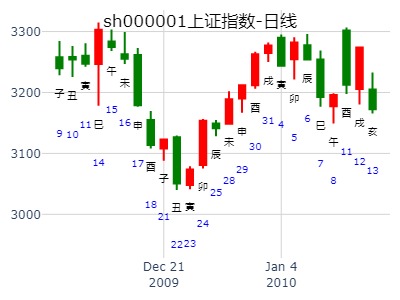 sh000001上证指数-日线
3300
3200
3100
3000
子 丑 寅 巳 午 未 申 酉 子 丑 寅 卯 辰 未 申 酉 戌 寅 卯 辰 巳 午 酉 戌 亥
9 10 11 14 15 16 17 18 21 22 23 24 25 28 29 30 31 4 5 6 7 8 11 12 13
Dec 21 Jan 4
2009 2010